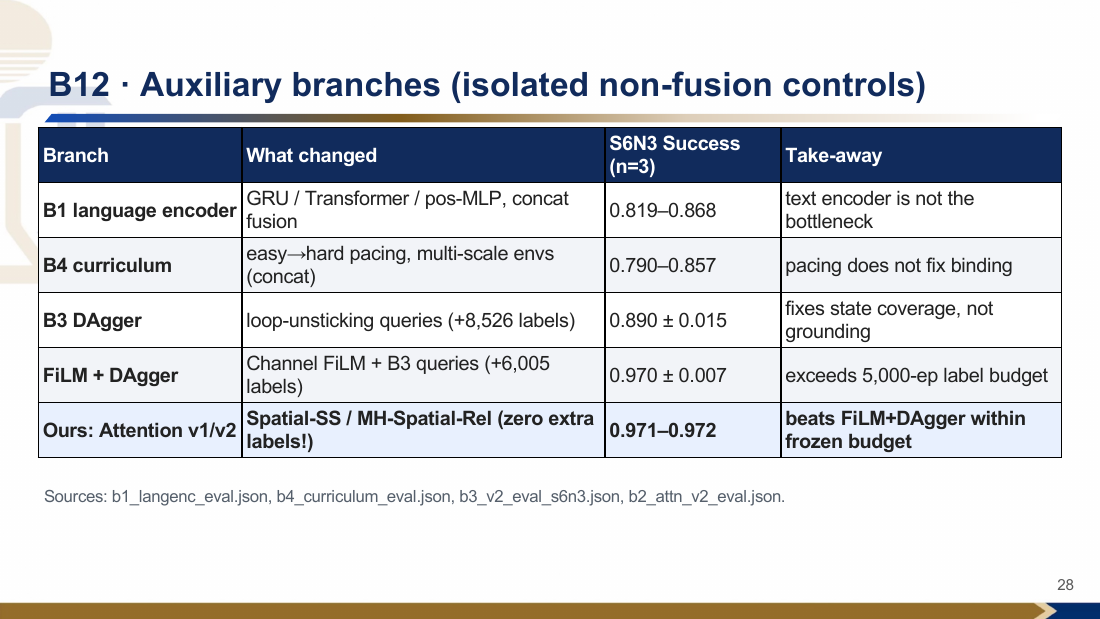 B12 · Auxiliary branches (isolated non-fusion controls)
Branch
What changed
S6N3 Success
(n=3)
Take-away
B1 language encoder
GRU / Transformer / pos-MLP, concat
fusion
0.819–0.868
text encoder is not the
bottleneck
B4 curriculum
easy→hard pacing, multi-scale envs
(concat)
0.790–0.857
pacing does not fix binding
B3 DAgger
loop-unsticking queries (+8,526 labels)
0.890 ± 0.015
fixes state coverage, not
grounding
FiLM + DAgger
Channel FiLM + B3 queries (+6,005
labels)
0.970 ± 0.007
exceeds 5,000-ep label budget
Ours: Attention v1/v2
Spatial-SS / MH-Spatial-Rel (zero extra
labels!)
0.971–0.972
beats FiLM+DAgger within
frozen budget
Sources: b1_langenc_eval.json, b4_curriculum_eval.json, b3_v2_eval_s6n3.json, b2_attn_v2_eval.json.
28